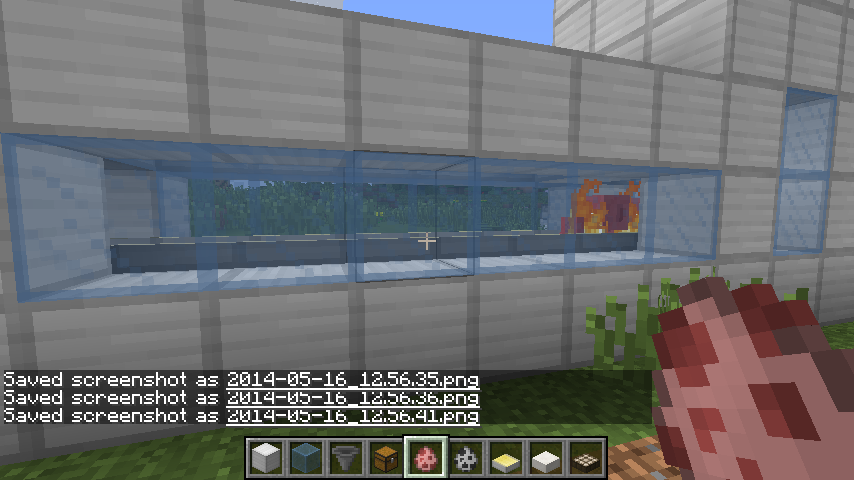 Saved screenshot as 2014-05-16_12.56.35.png
Saved screenshot as 2014-05-16_12.56.36.png
Saved screenshot as 2014-05-16_12.56.41.png